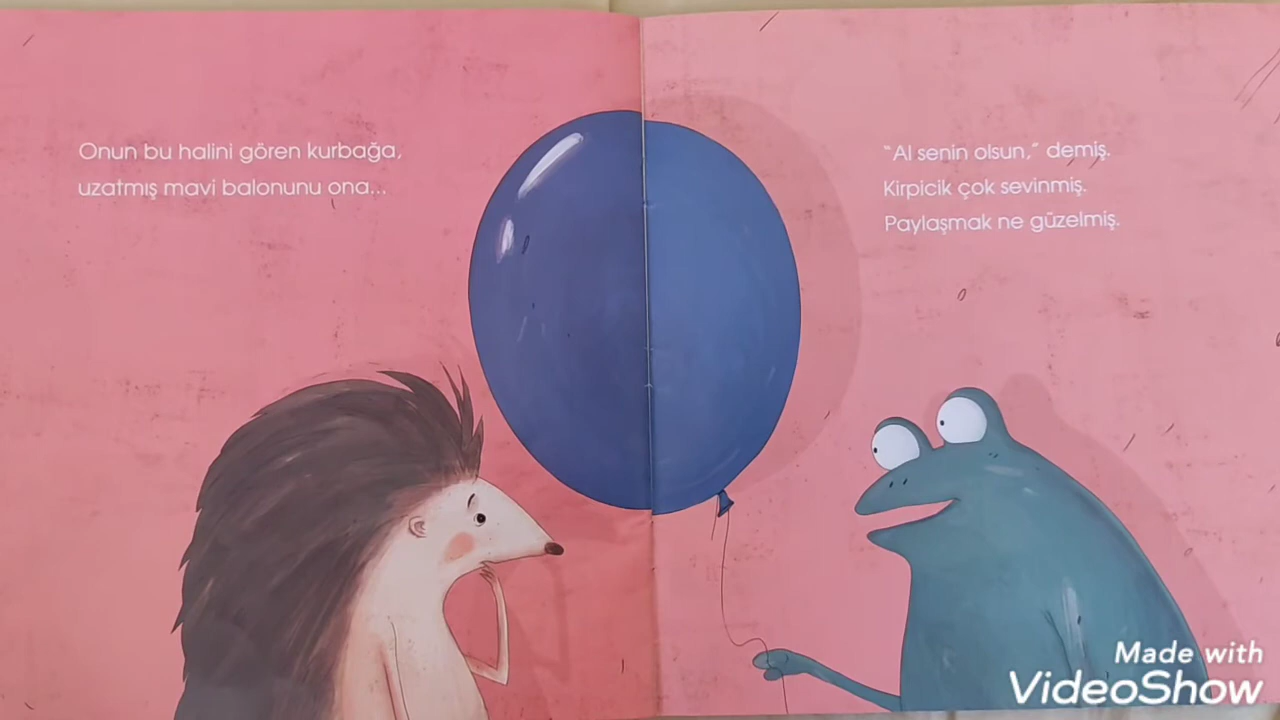 Onun bu halini gören kurbağa,
uzatmış mavi balonunu ona...
“Al senin olsun,” demiş.
Kirpicik çok sevinmiş.
Paylaşmak ne güzelmiş.
Made with
VideoShow